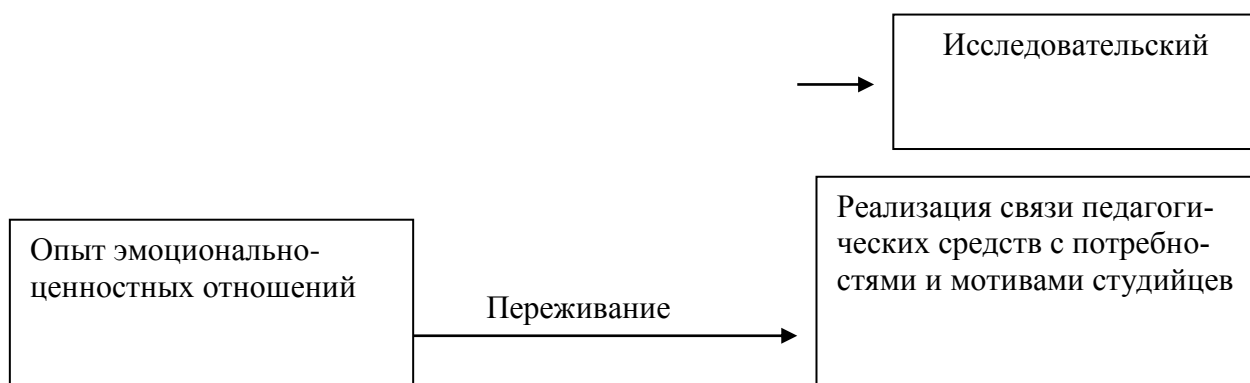 Исследовательский
Опыт эмоционально-
ценностных отношений
Переживание
Реализация связи педагоги-
ческих средств с потребно-
стями и мотивами студийцев